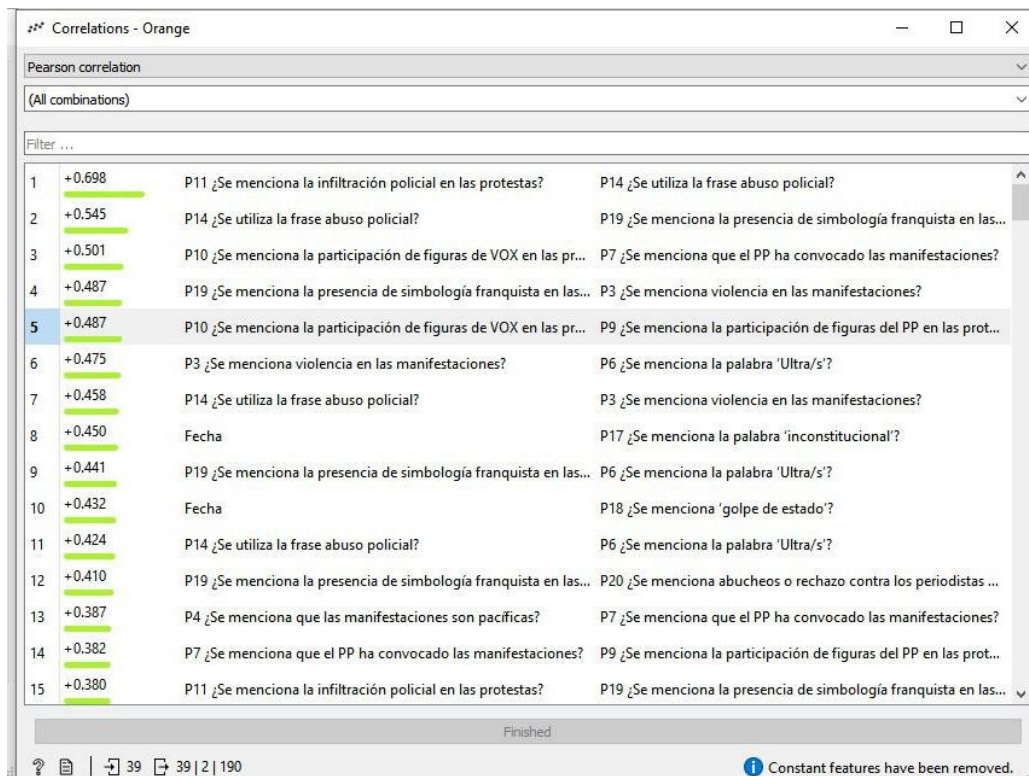 Correlations - Orange
Pearson correlation
(All combinations)
Filter ...
1 +0.698 P11 ¿Se menciona la infiltración policial en las protestas? P14 ¿Se utiliza la frase abuso policial?
2 +0.545 P14 ¿Se utiliza la frase abuso policial? P19 ¿Se menciona la presencia de simbología franquista en las...
3 +0.501 P10 ¿Se menciona la participación de figuras de VOX en las pr... P7 ¿Se menciona que el PP ha convocado las manifestaciones?
4 +0.487 P19 ¿Se menciona la presencia de simbología franquista en las... P3 ¿Se menciona violencia en las manifestaciones?
5 +0.487 P10 ¿Se menciona la participación de figuras de VOX en las pr... P9 ¿Se menciona la participación de figuras del PP en las prot...
6 +0.475 P3 ¿Se menciona violencia en las manifestaciones? P6 ¿Se menciona la palabra ‘Ultra/s’?
7 +0.458 P14 ¿Se utiliza la frase abuso policial? P3 ¿Se menciona violencia en las manifestaciones?
8 +0.450 Fecha P17 ¿Se menciona la palabra ‘inconstitucional’?
9 +0.441 P19 ¿Se menciona la presencia de simbología franquista en las... P6 ¿Se menciona la palabra ‘Ultra/s’?
10 +0.432 Fecha P18 ¿Se menciona ‘golpe de estado’?
11 +0.424 P14 ¿Se utiliza la frase abuso policial? P6 ¿Se menciona la palabra ‘Ultra/s’?
12 +0.410 P19 ¿Se menciona la presencia de simbología franquista en las... P20 ¿Se menciona abucheos o rechazo contra los periodistas ...
13 +0.387 P4 ¿Se menciona que las manifestaciones son pacíficas? P7 ¿Se menciona que el PP ha convocado las manifestaciones?
14 +0.382 P7 ¿Se menciona que el PP ha convocado las manifestaciones? P9 ¿Se menciona la participación de figuras del PP en las prot...
15 +0.380 P11 ¿Se menciona la infiltración policial en las protestas? P19 ¿Se menciona la presencia de simbología franquista en las...
Finished
? 39 39 | 2 | 190 Constant features have been removed.